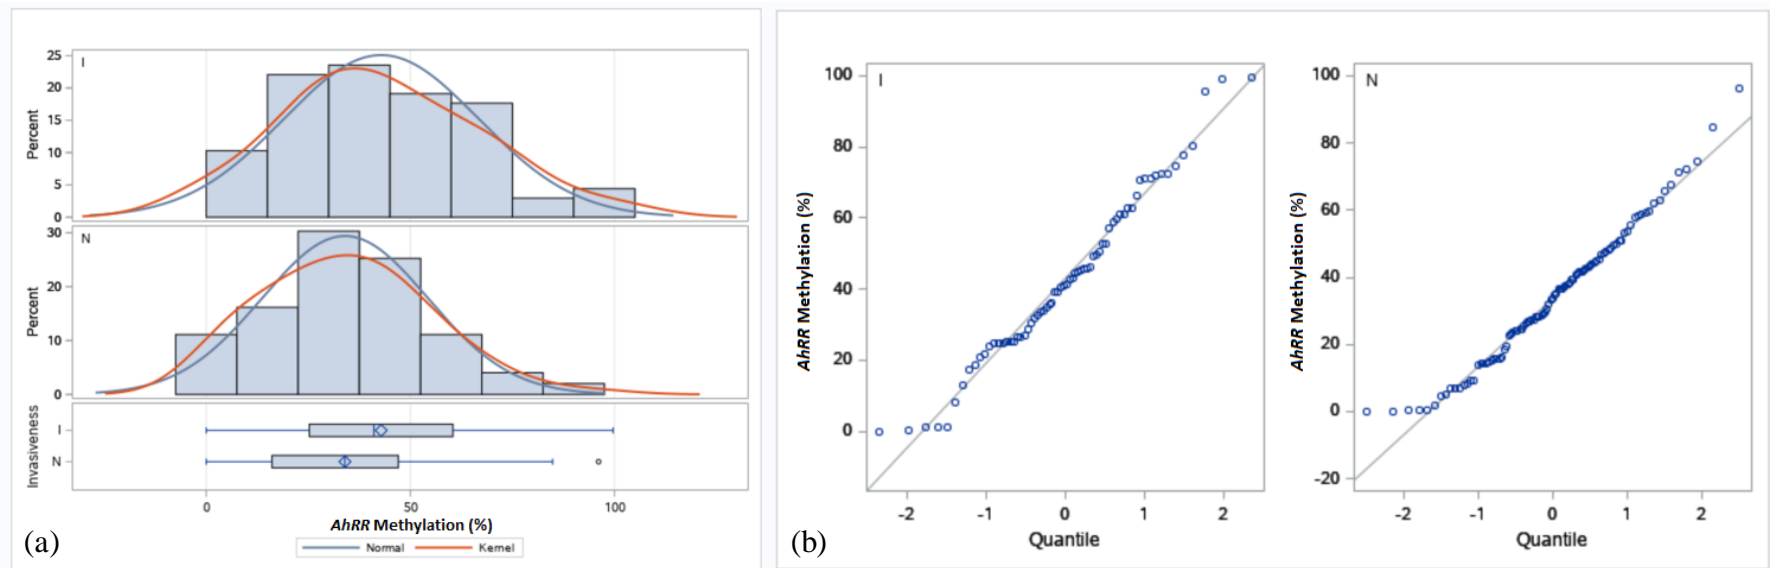 I
Percent
25
20
15
10
5
0
N
Percent
30
20
10
0
Invasiveness
I
N
0 50 100
AhRR Methylation (%)
Normal Kernel
(a)
I
AhRR Methylation (%)
100
80
60
40
20
0
-2 -1 0 1 2
Quantile
N
AhRR Methylation (%)
100
80
60
40
20
0
-20
-2 -1 0 1 2
Quantile
(b)